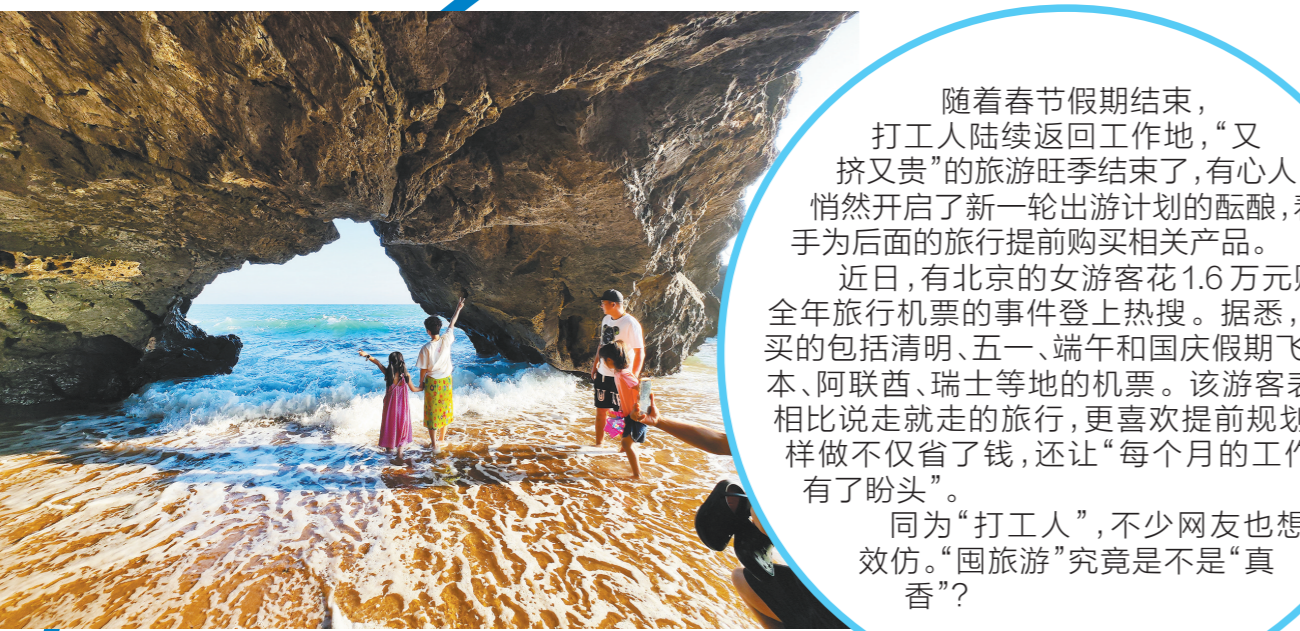 随着春节假期结束，
打工人陆续返回工作地，“又
挤又贵”的旅游旺季结束了，有心人
悄然开启了新一轮出游计划的酝酿，
手为后面的旅行提前购买相关产品。
近日，有北京的女游客花1.6万元
全年旅行机票的事件登上热搜。据悉，
买的包括清明、五一、端午和国庆假期飞
本、阿联酋、瑞士等地的机票。该游客表
相比说走就走的旅行，更喜欢提前规划
样做不仅省了钱，还让“每个月的工作
有了盼头”。
同为“打工人”，不少网友也想
效仿。“囤旅游”究竟是不是“真
香”？